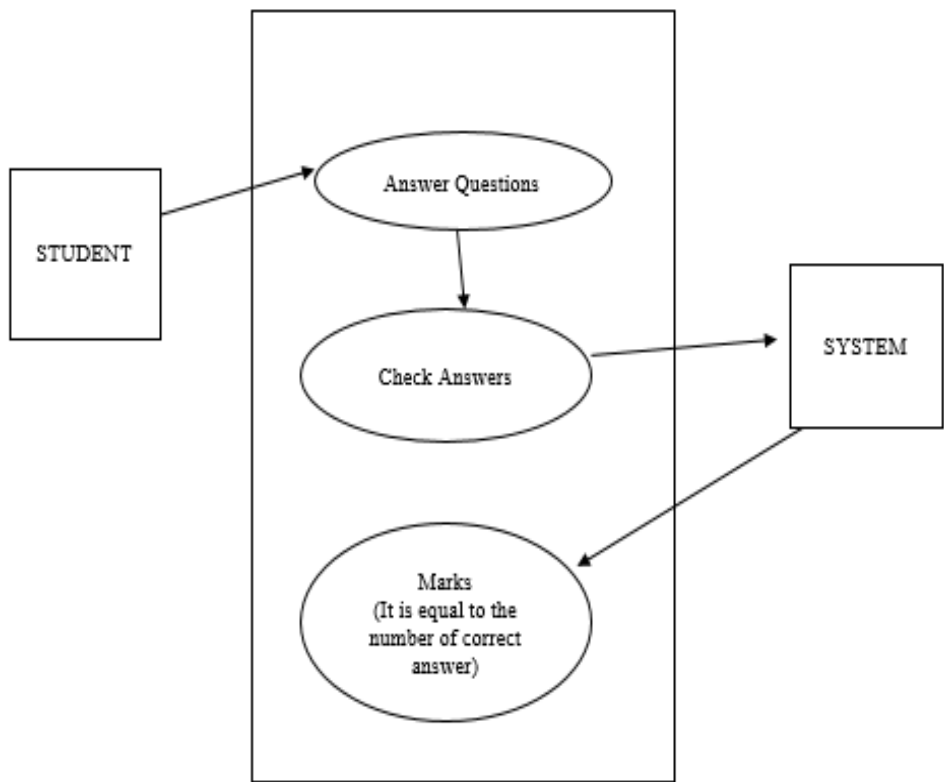 Answer Questions
STUDENT
SYSTEM
Check Answers
Marks
(It is equal to the
number of correct
answer)